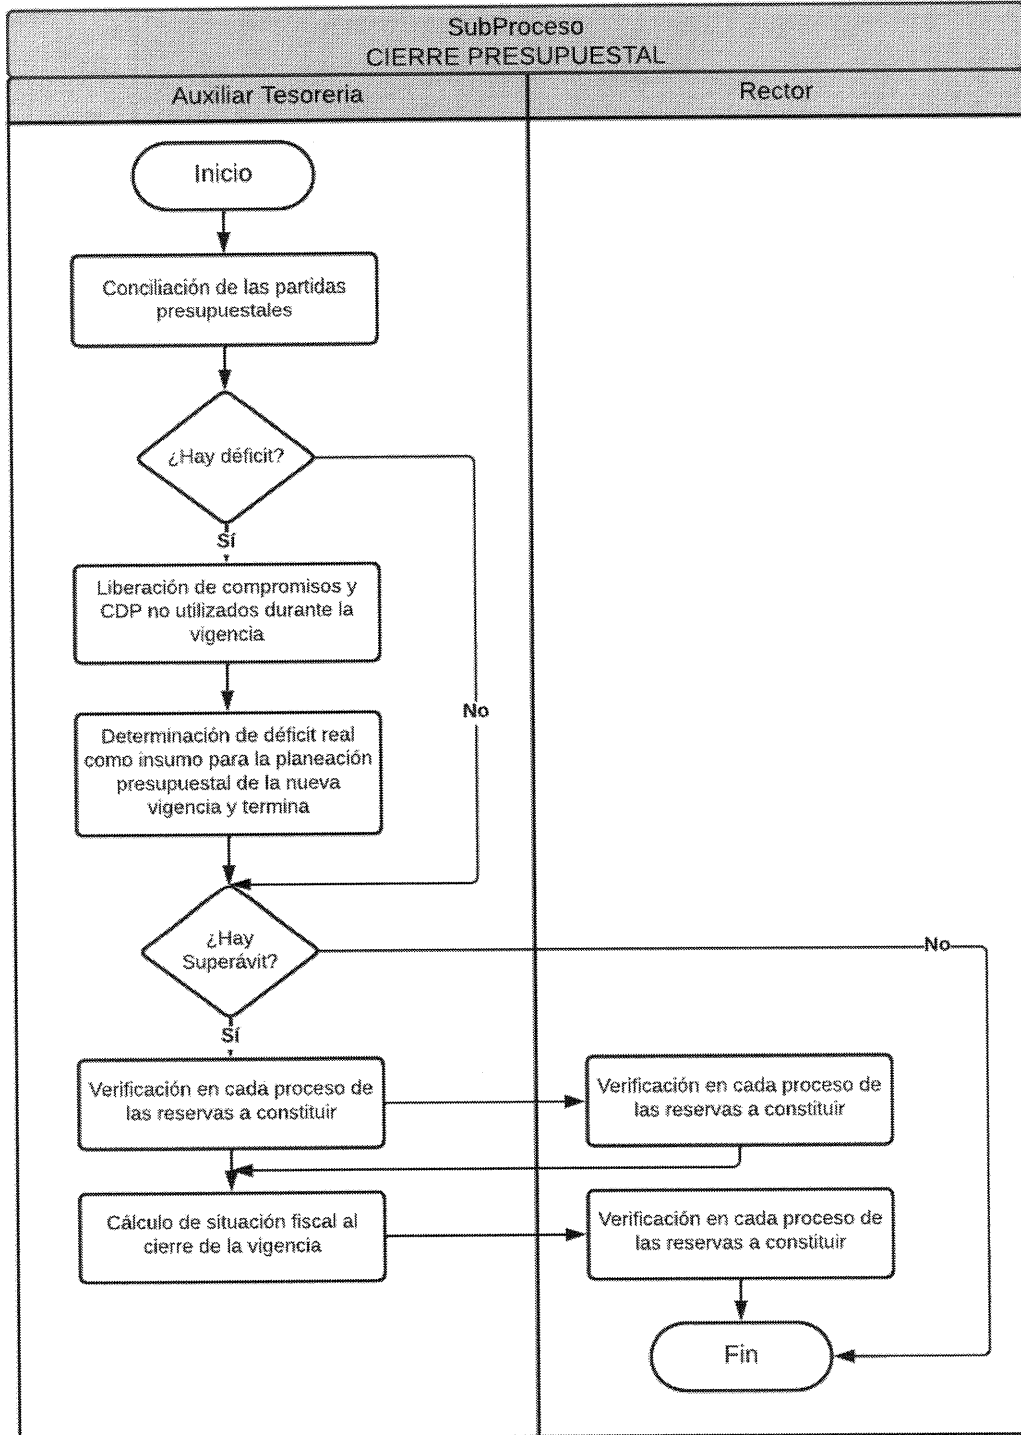 SubProceso
CIERRE PRESUPUESTAL
Auxiliar Tesoreria
Rector
Inicio
Conciliación de las partidas
presupuestales
¿Hay déficit?
Sí
Liberación de compromisos y
CDP no utilizados durante la
vigencia
No
Determinación de déficit real
como insumo para la planeación
presupuestal de la nueva
vigencia y termina
¿Hay
Superávit?
No
Sí
Verificación en cada proceso de
las reservas a constituir
Verificación en cada proceso de
las reservas a constituir
Cálculo de situación fiscal al
cierre de la vigencia
Verificación en cada proceso de
las reservas a constituir
Fin